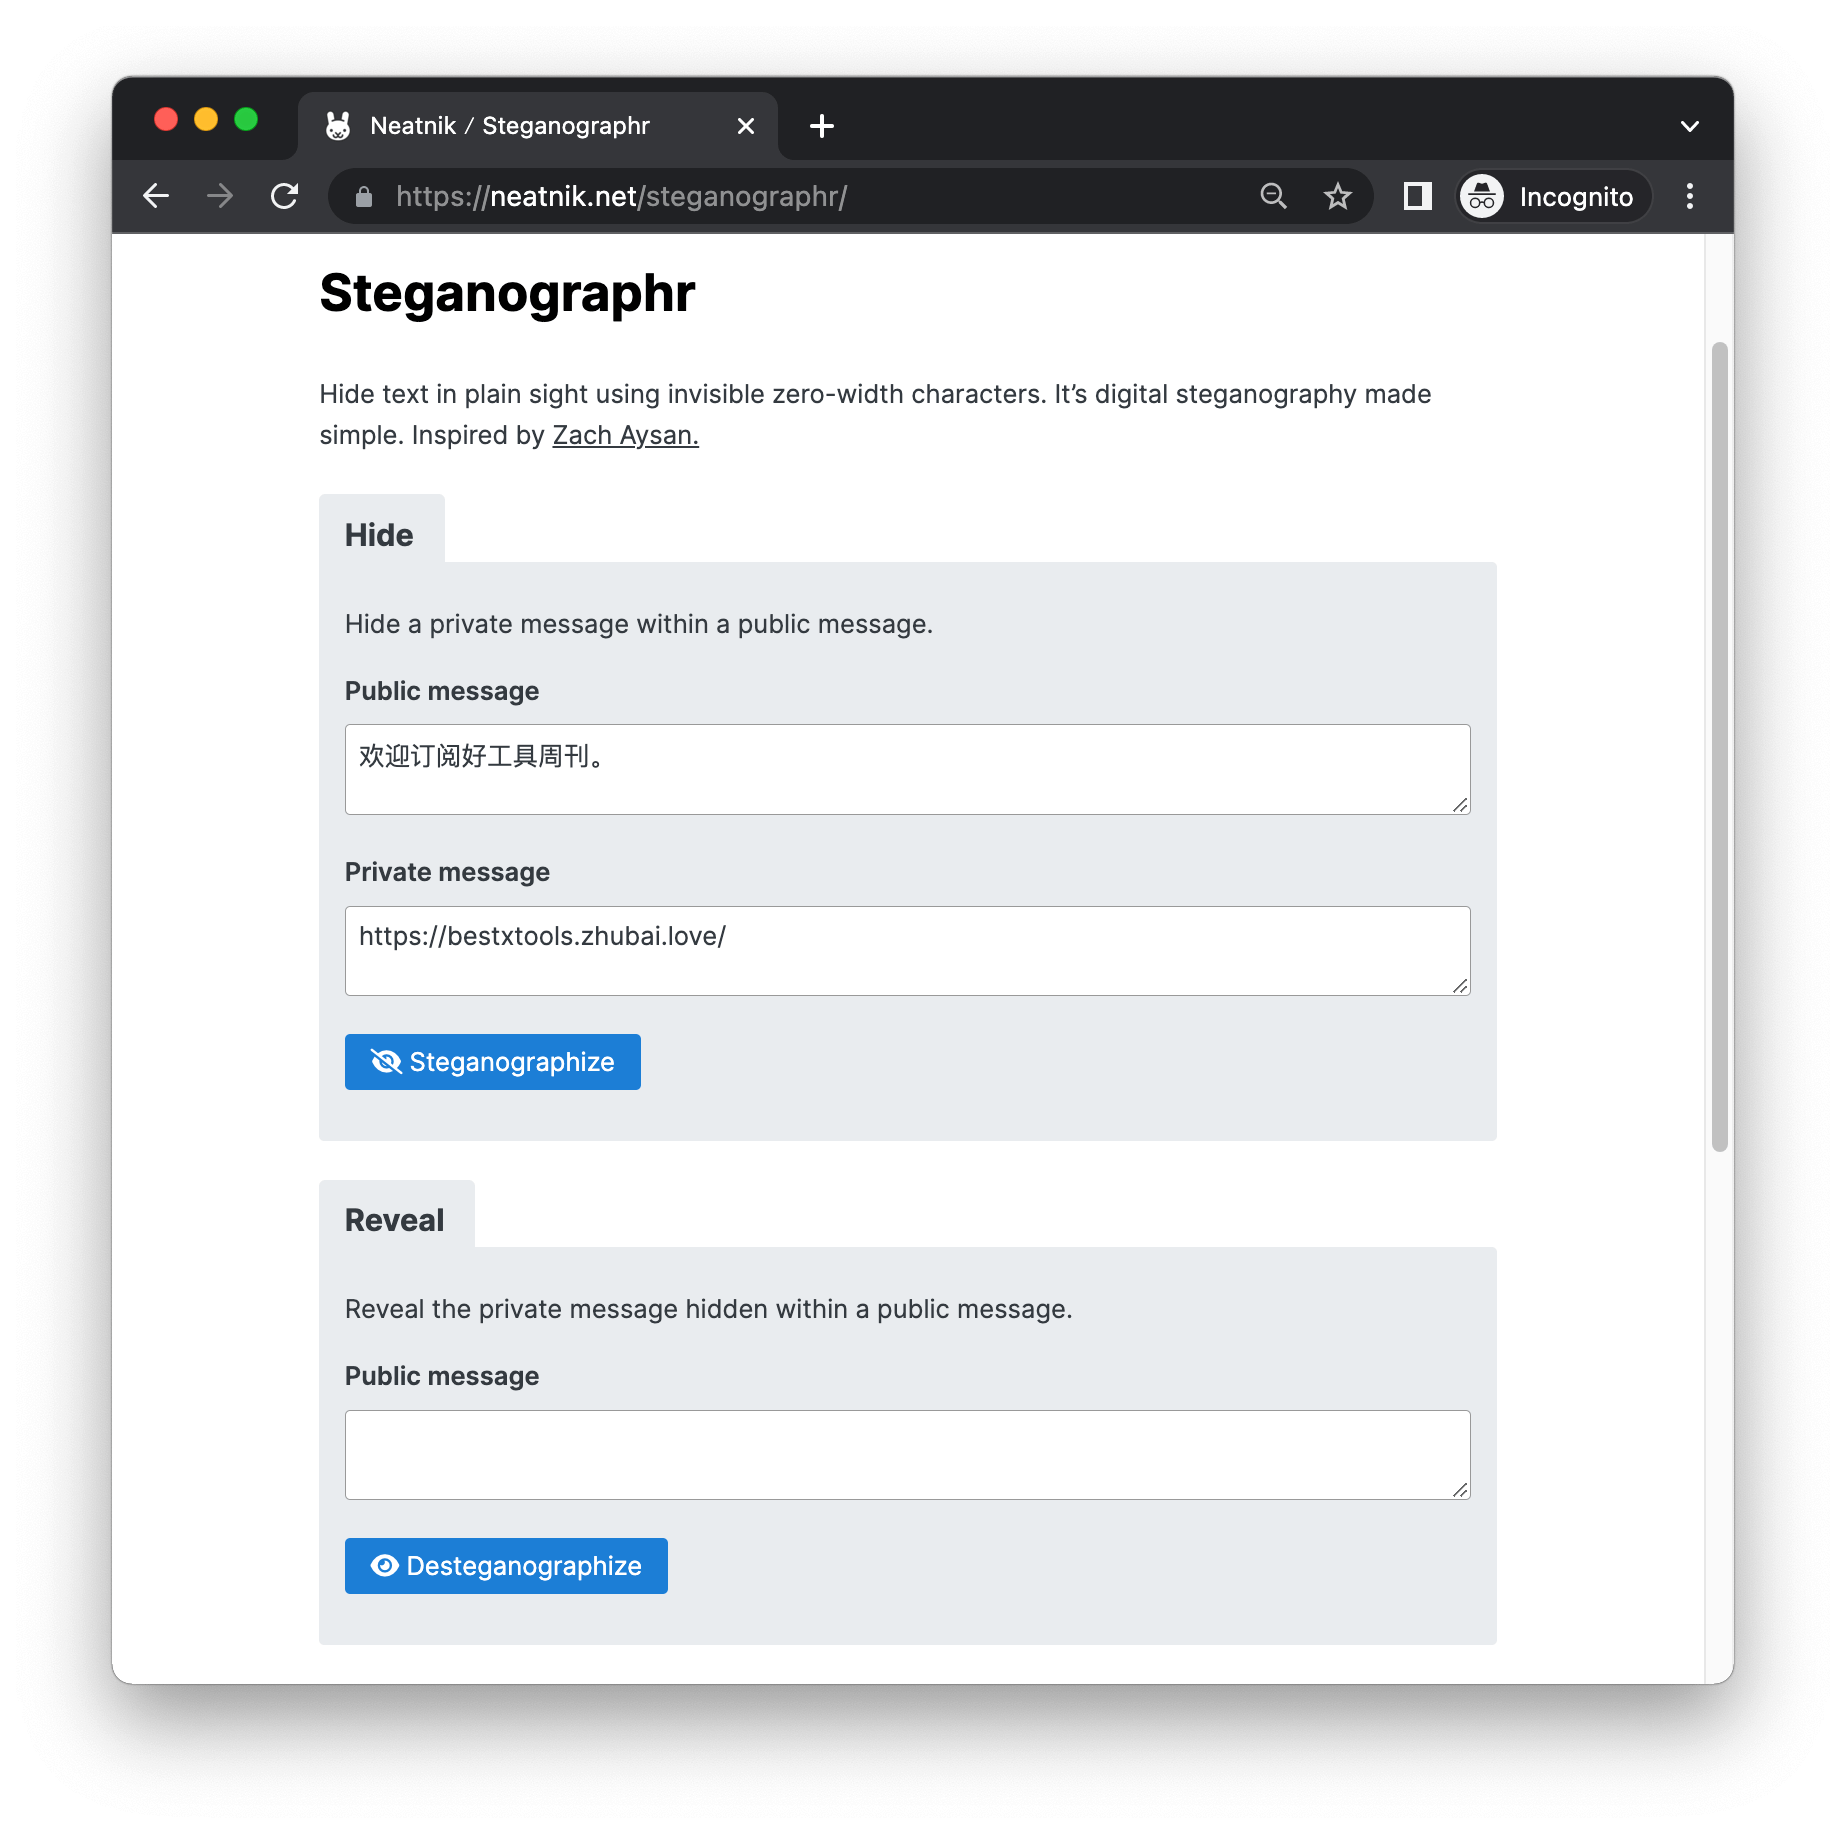 Neatnik / Steganographr
https://neatnik.net/steganographr/
Incognito
Steganographr
Hide text in plain sight using invisible zero-width characters. It’s digital steganography made
simple. Inspired by Zach Aysan.
Hide
Hide a private message within a public message.
Public message
欢迎订阅好工具周刊。
Private message
https://bestxtools.zhubai.love/
Steganographize
Reveal
Reveal the private message hidden within a public message.
Public message
Desteganographize